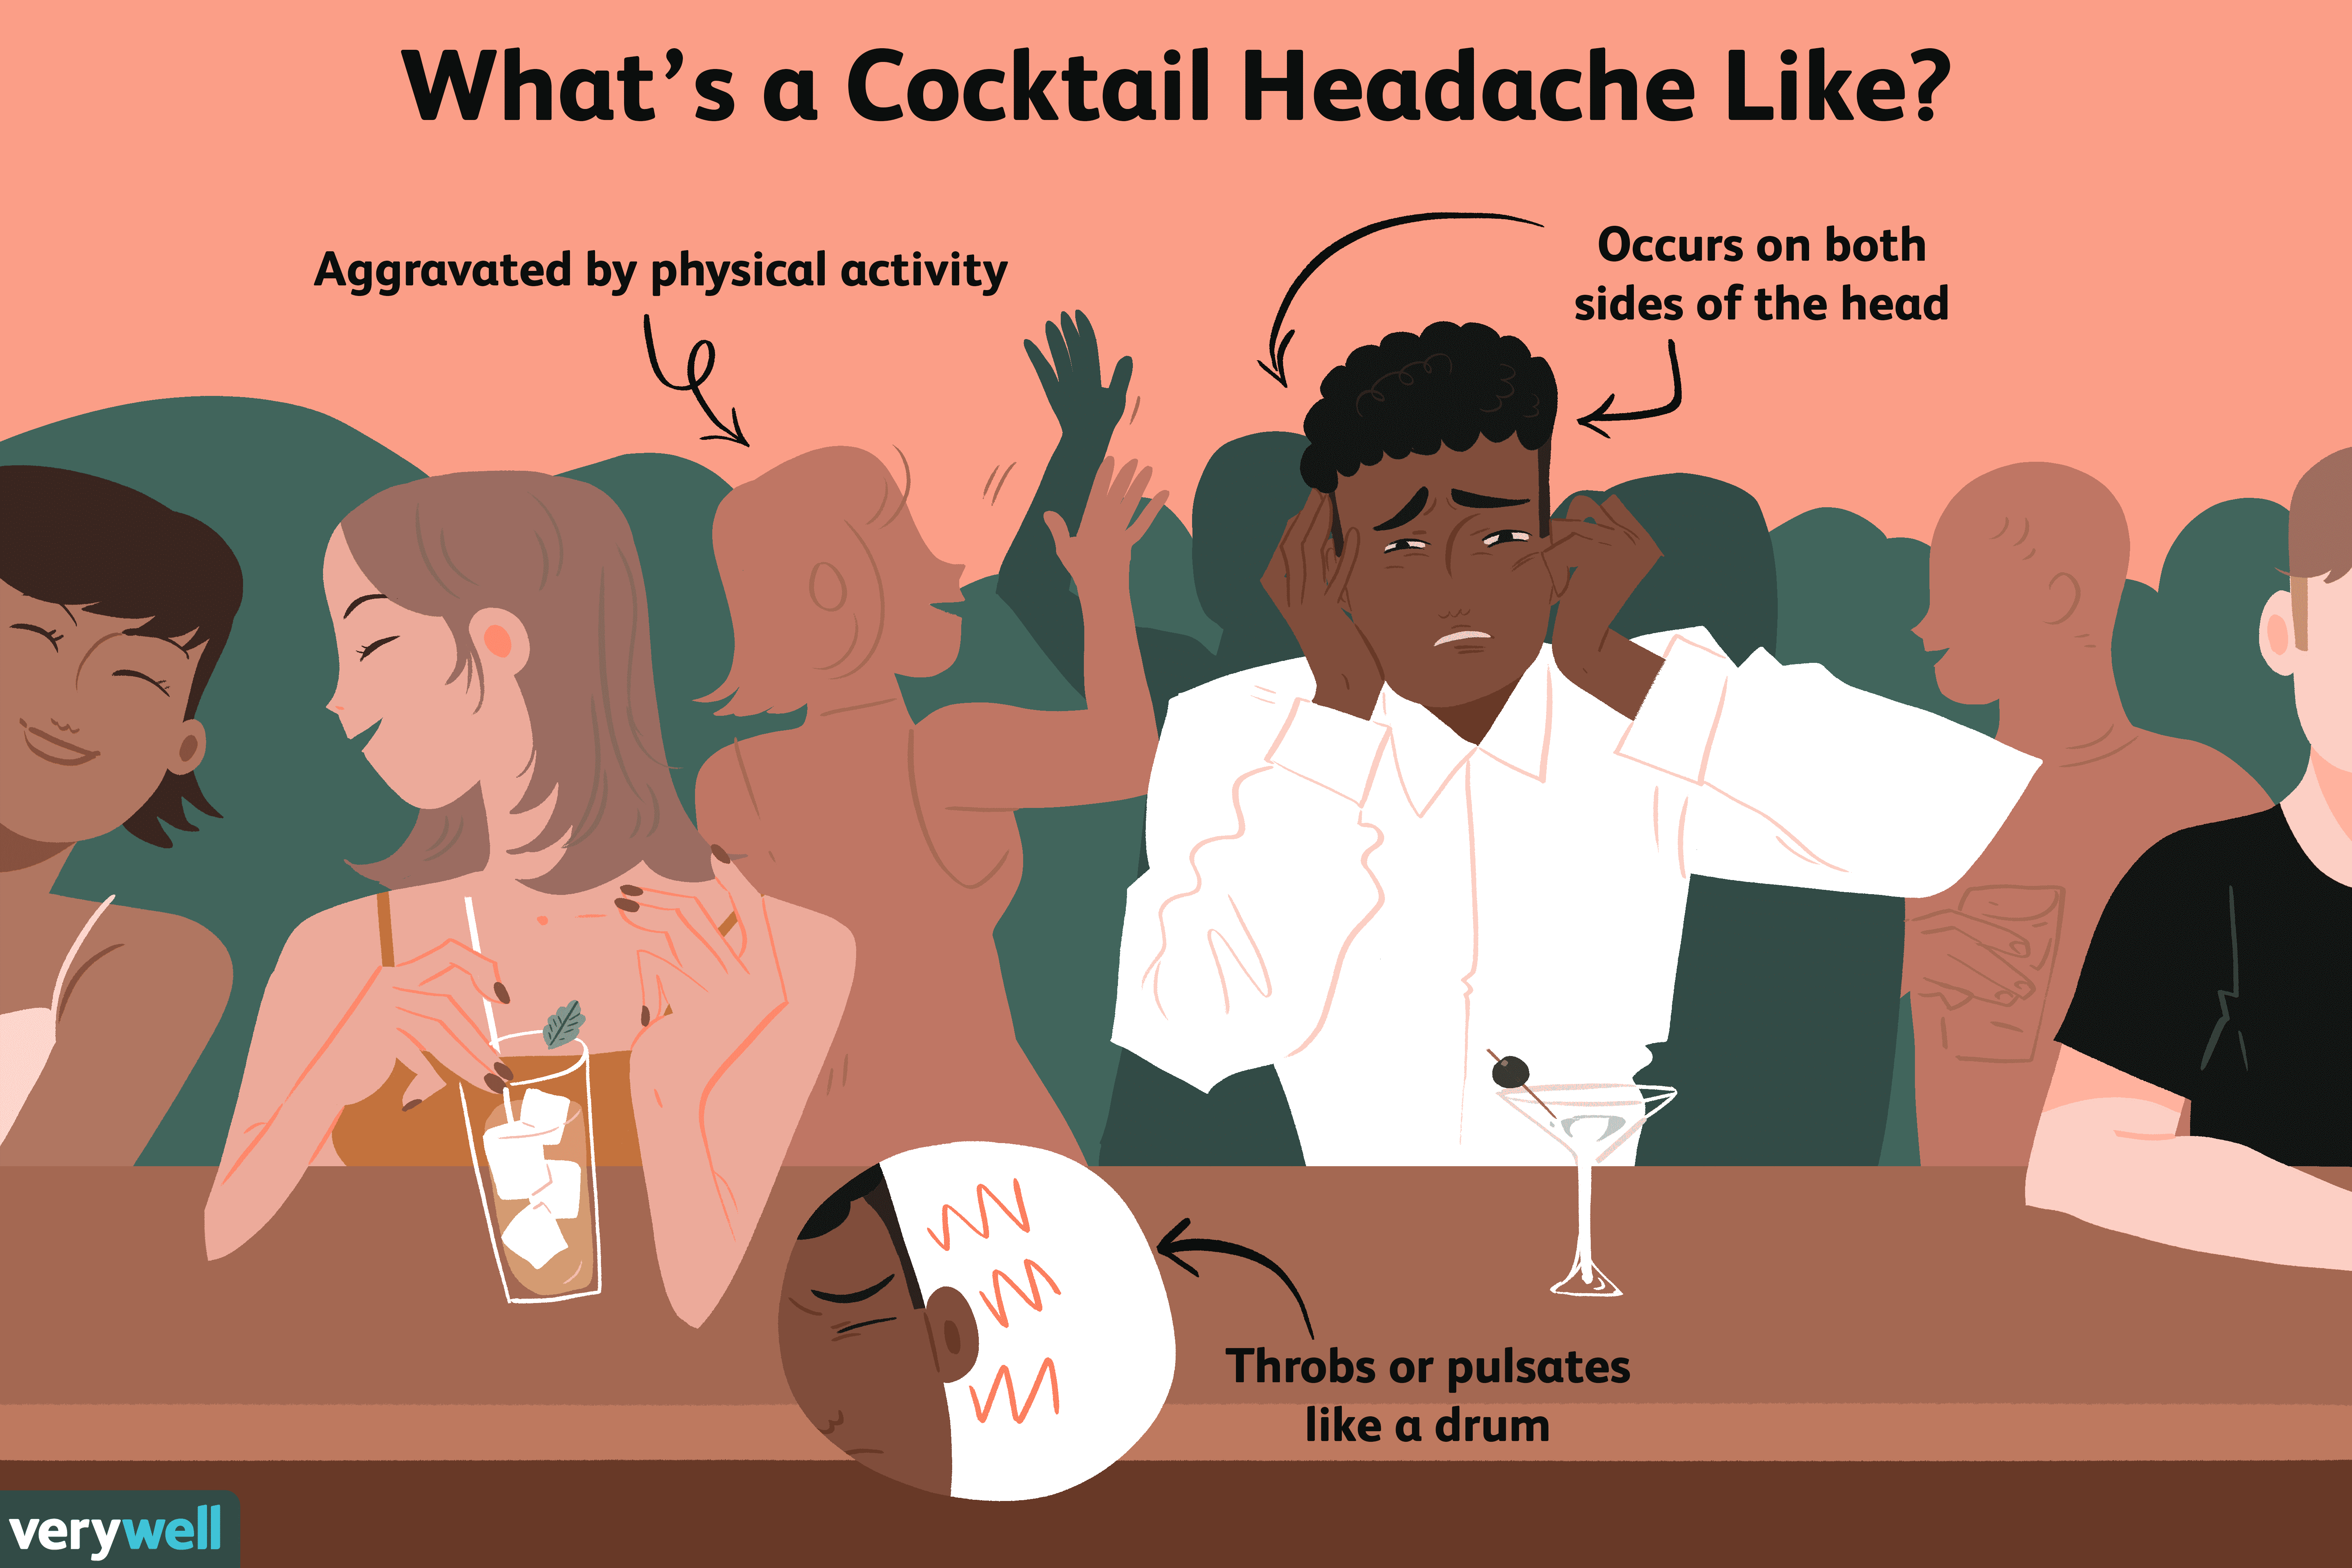 What's a Cocktail Headache Like?
Aggravated by physical activity
Occurs on both
sides of the head
Throbs or pulsates
like a drum
verywell